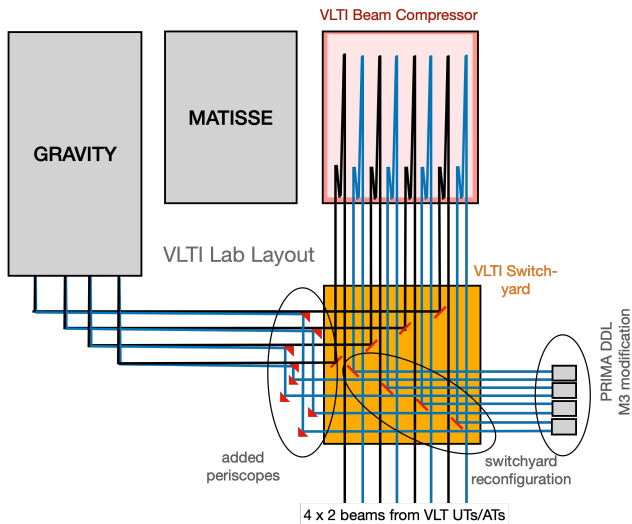 VLTI Beam Compressor
GRAVITY
MATISSE
VLTI Lab Layout
VLTI Switch-
yard
PRIMA DDL
M3 modification
added
periscopes
switchyard
reconfiguration
4 x 2 beams from VLT UTs/ATs